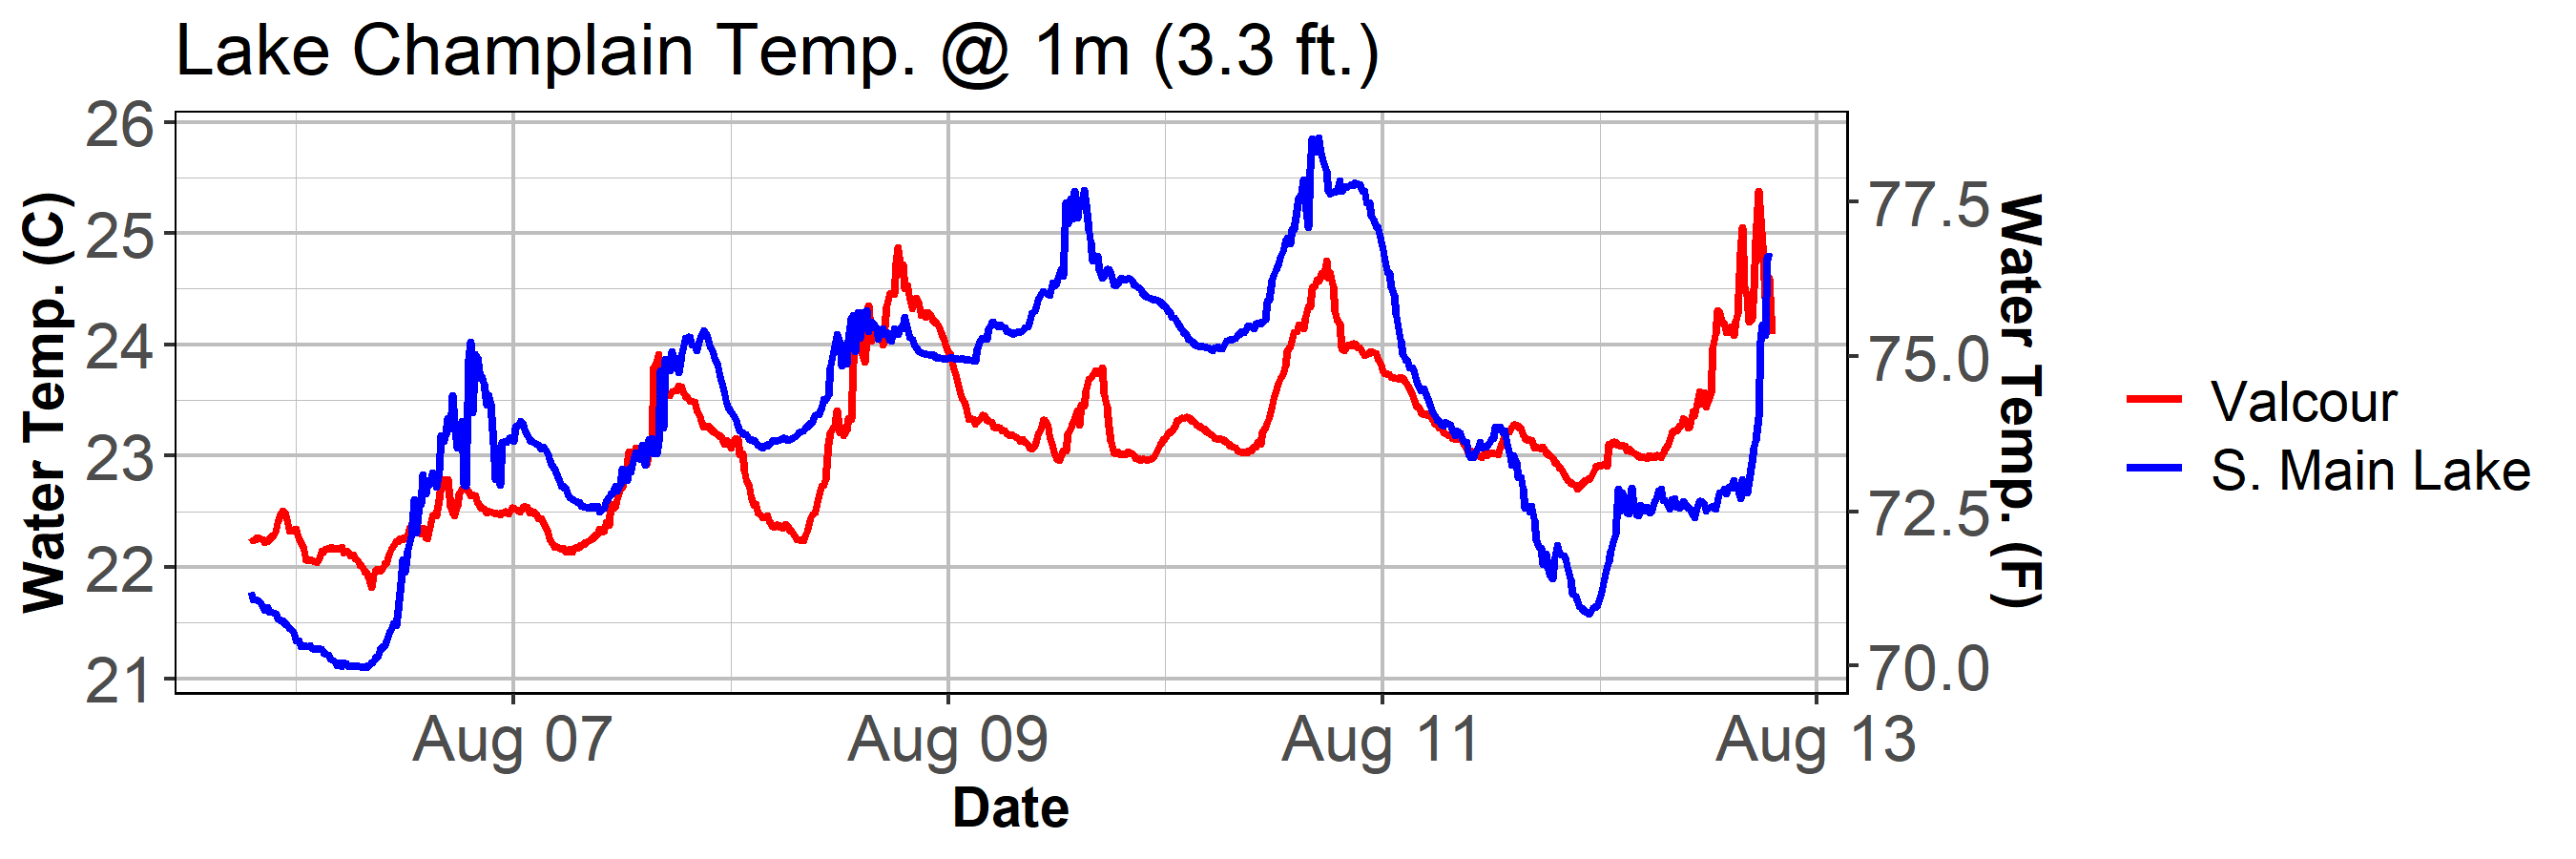 Lake Champlain Temp. @ 1m (3.3 ft.)
Water Temp. (C)
26
25
24
23
22
21
77.5
75.0
72.5
70.0
Water Temp. (F)
Aug 07 Aug 09 Aug 11 Aug 13
Date
Valcour
S. Main Lake